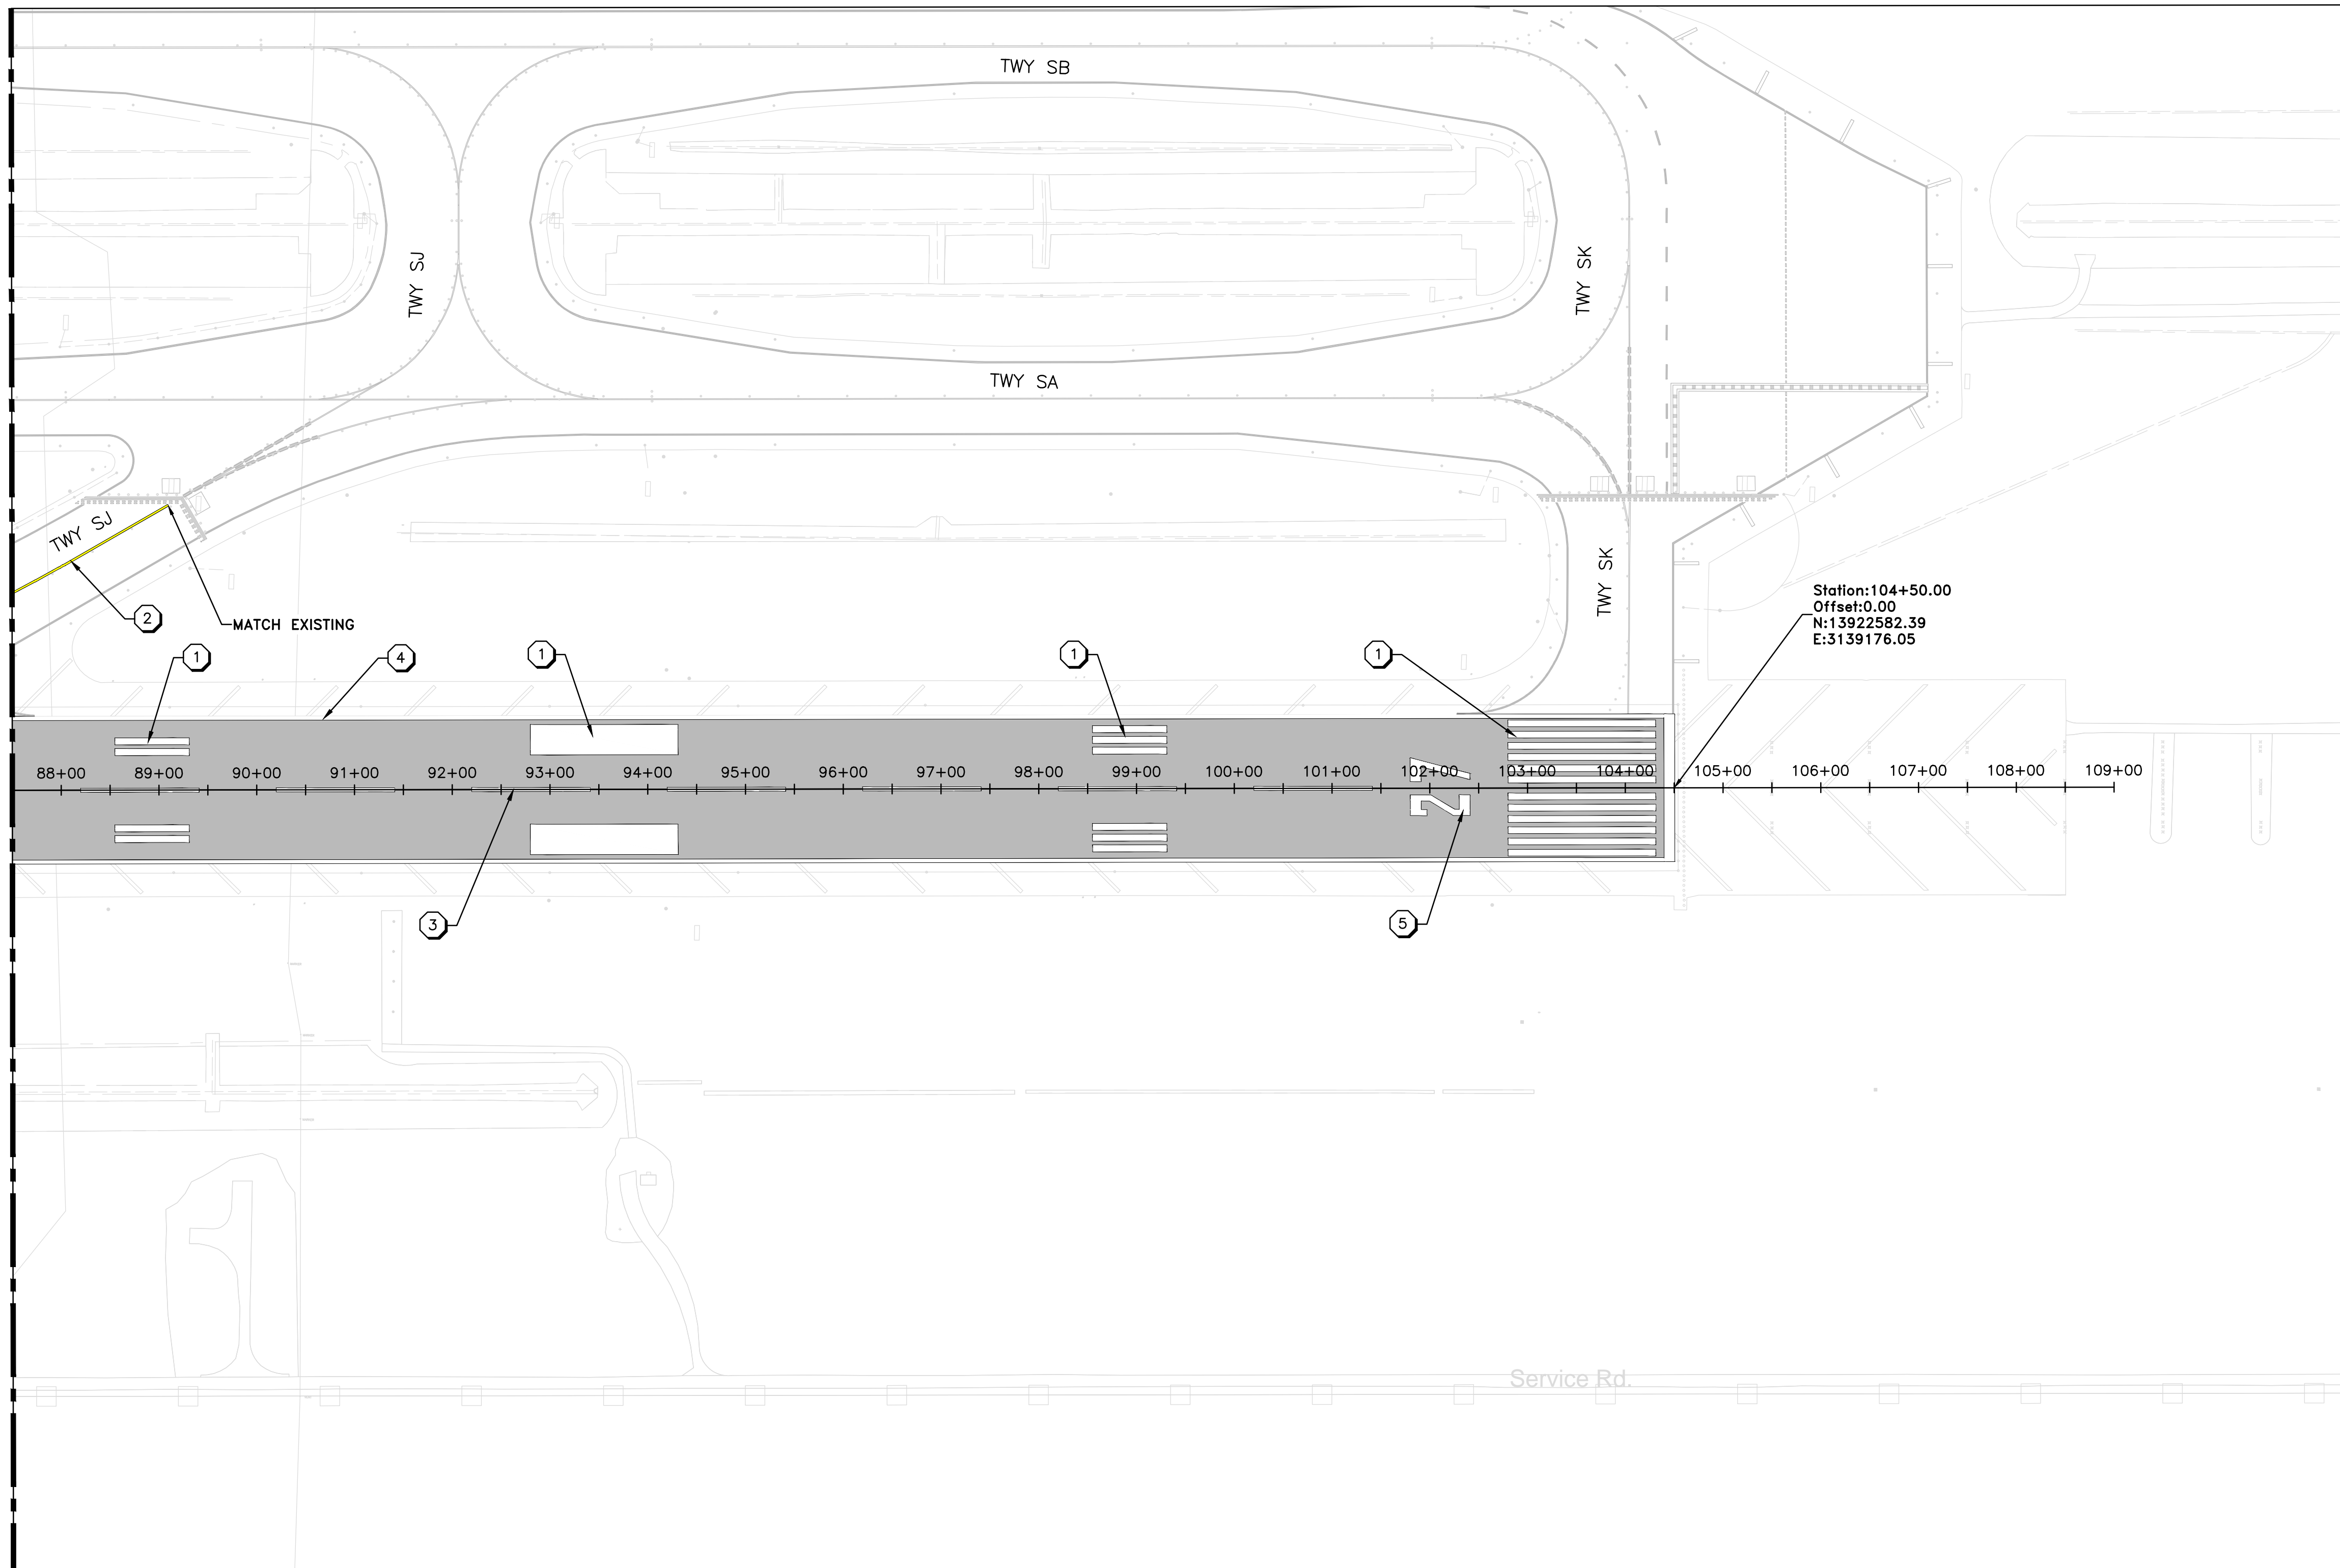 TWY SB
TWY SJ
TWY SK
TWY SA
TWY SJ
TWY SK
Station:104+50.00
Offset:0.00
N:13922582.39
E:3139176.05
2
MATCH EXISTING
1
4
1
1
1
88+00 89+00 90+00 91+00 92+00 93+00 94+00 95+00 96+00 97+00 98+00 99+00 100+00 101+00 102+00 103+00 104+00 105+00 106+00 107+00 108+00 109+00
27
3
5
Service Rd.